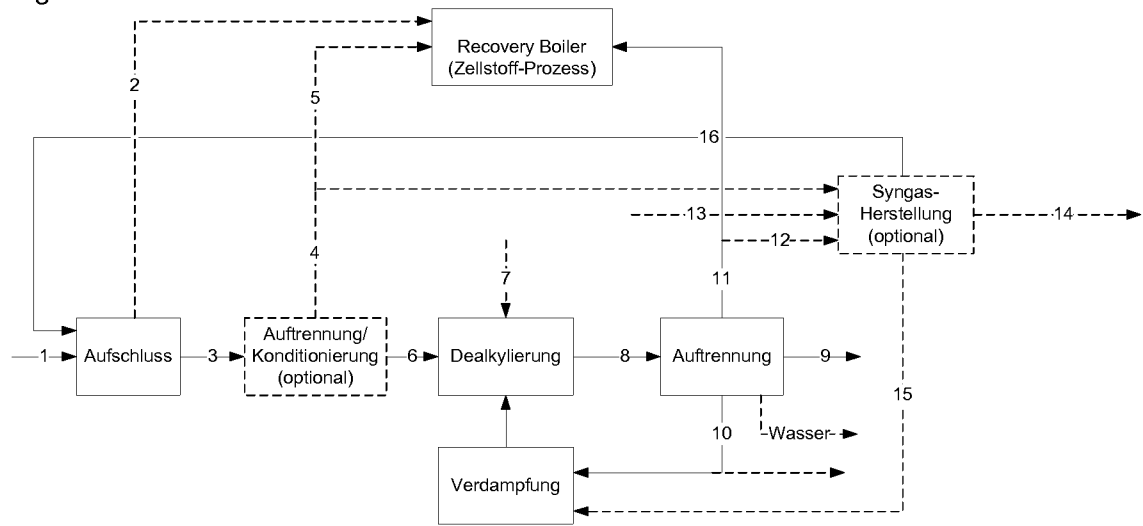 Recovery Boiler
(Zellstoff-Prozess)
2
5
16
Syngas-
Herstellung
(optional)
13
14
12
4
7
11
Aufschluss
Auftrennung/
Konditionierung
(optional)
Dealkylierung
Auftrennung
1
3
6
8
9
15
10
Wasser
Verdampfung